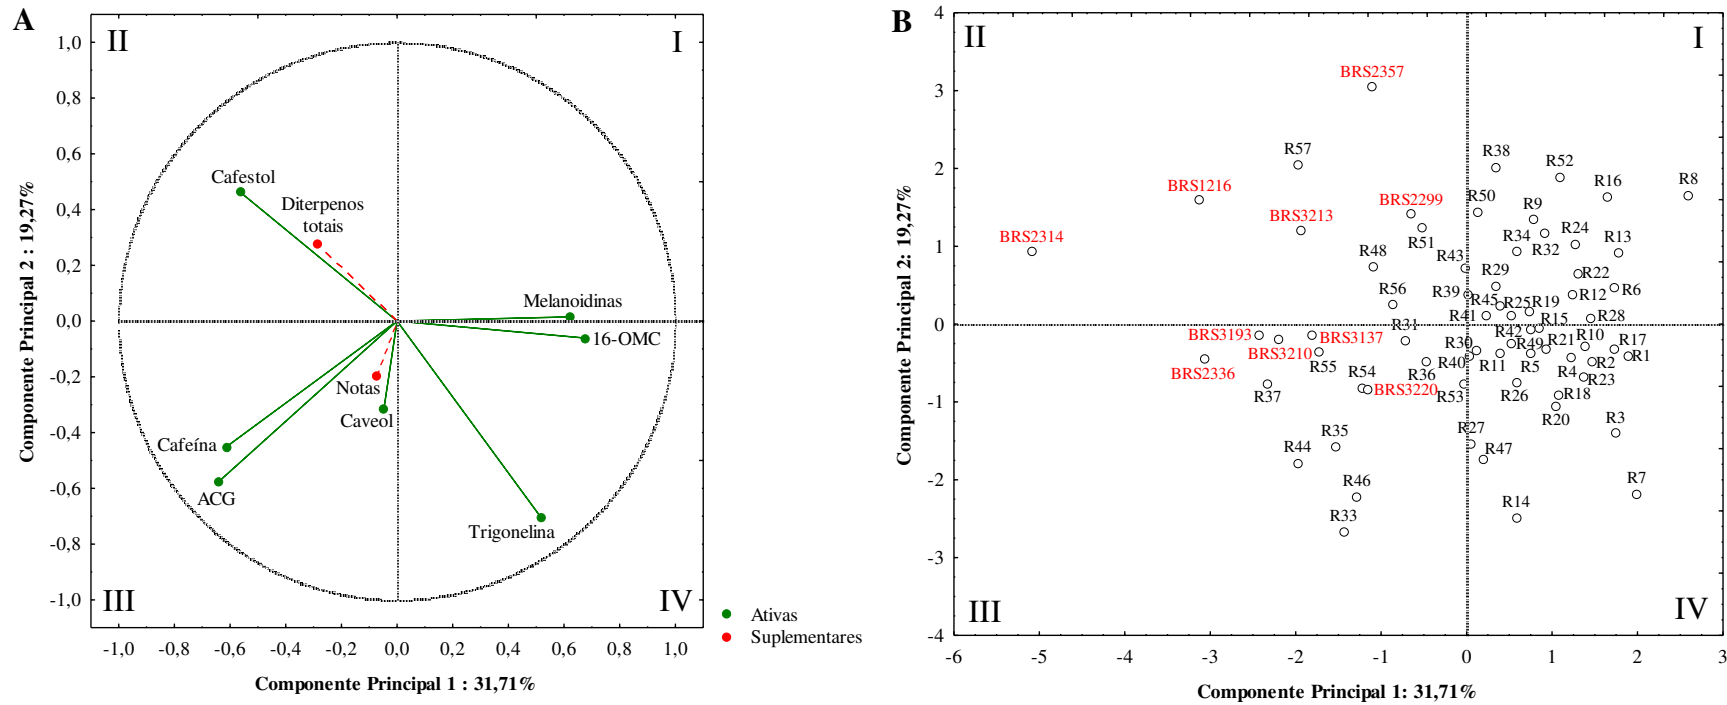 A
II
I
1,0
0,8
0,6
0,4
0,2
0,0
-0,2
-0,4
-0,6
-0,8
-1,0
Componente Principal 2 : 19,27%
Cafestol
Diterpenos
totais
Melanoidinas
16-OMC
Notas
Caveol
Cafeína
ACG
Trigonelina
III
IV
-1,0
-0,8
-0,6
-0,4
-0,2
0,0
0,2
0,4
0,6
0,8
1,0
Componente Principal 1 : 31,71%
Ativas
Suplementares
B
II
I
4
3
2
1
0
-1
-2
-3
-4
Componente Principal 2: 19,27%
BRS2357
R57
R38
R52
BRS1216
R16
R8
BRS2299
R50
R9
BRS3213
R24
BRS2314
R51
R34
R32
R13
R48
R43
R29
R22
R56
R39
R45
R25
R19
R12
R6
R41
R15
R28
BRS3193
BRS3137
R31
R42
R30
R49
R21
R10
R17
BRS3210
R1
BRS2336
R55
R36
R40
R11
R5
R4
R2
R54
R23
R37
BRS3220
R53
R26
R18
R20
R3
R35
R27
R44
R47
R46
R7
R14
R33
III
IV
-6
-5
-4
-3
-2
-1
0
1
2
3
Componente Principal 1: 31,71%